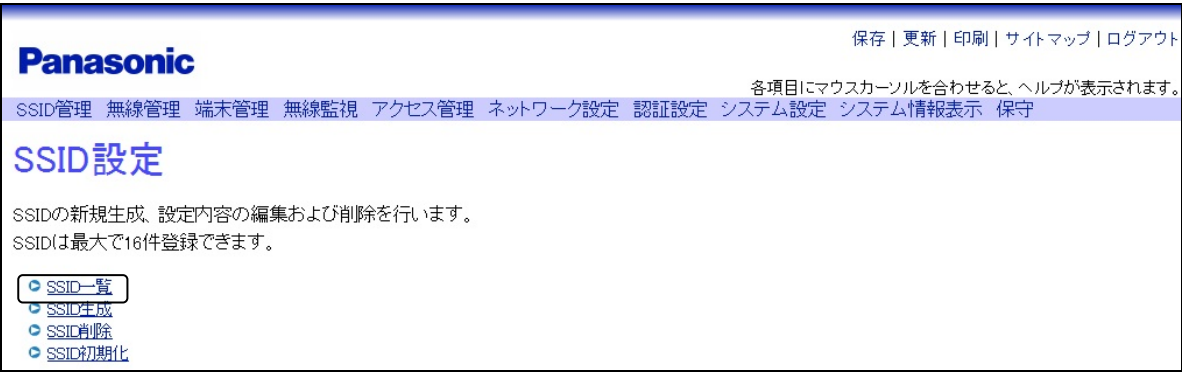 保存 | 更新 | 印刷 | サイトマップ | ログアウト
Panasonic
各項目にマウスカーソルを合わせると、ヘルプが表示されます。
SSID管理 無線管理 端末管理 無線監視 アクセス管理 ネットワーク設定 認証設定 システム設定 システム情報表示 保守
SSID設定
SSIDの新規生成、設定内容の編集および削除を行います。
SSIDは最大で16件登録できます。
SSID一覧
SSID生成
SSID削除
SSID初期化